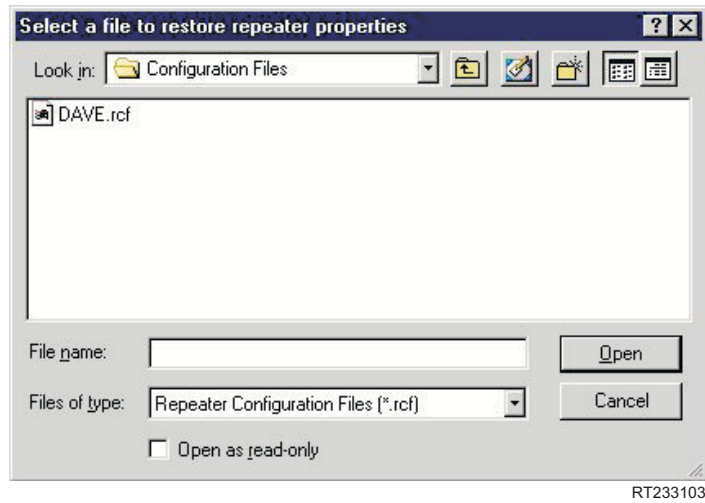 Select a file to restore repeater properties
Look in: Configuration Files
DAVE.rcf
File name: Open
Files of type: Repeater Configuration Files (*.rcf) Cancel
Open as read-only
RT233103